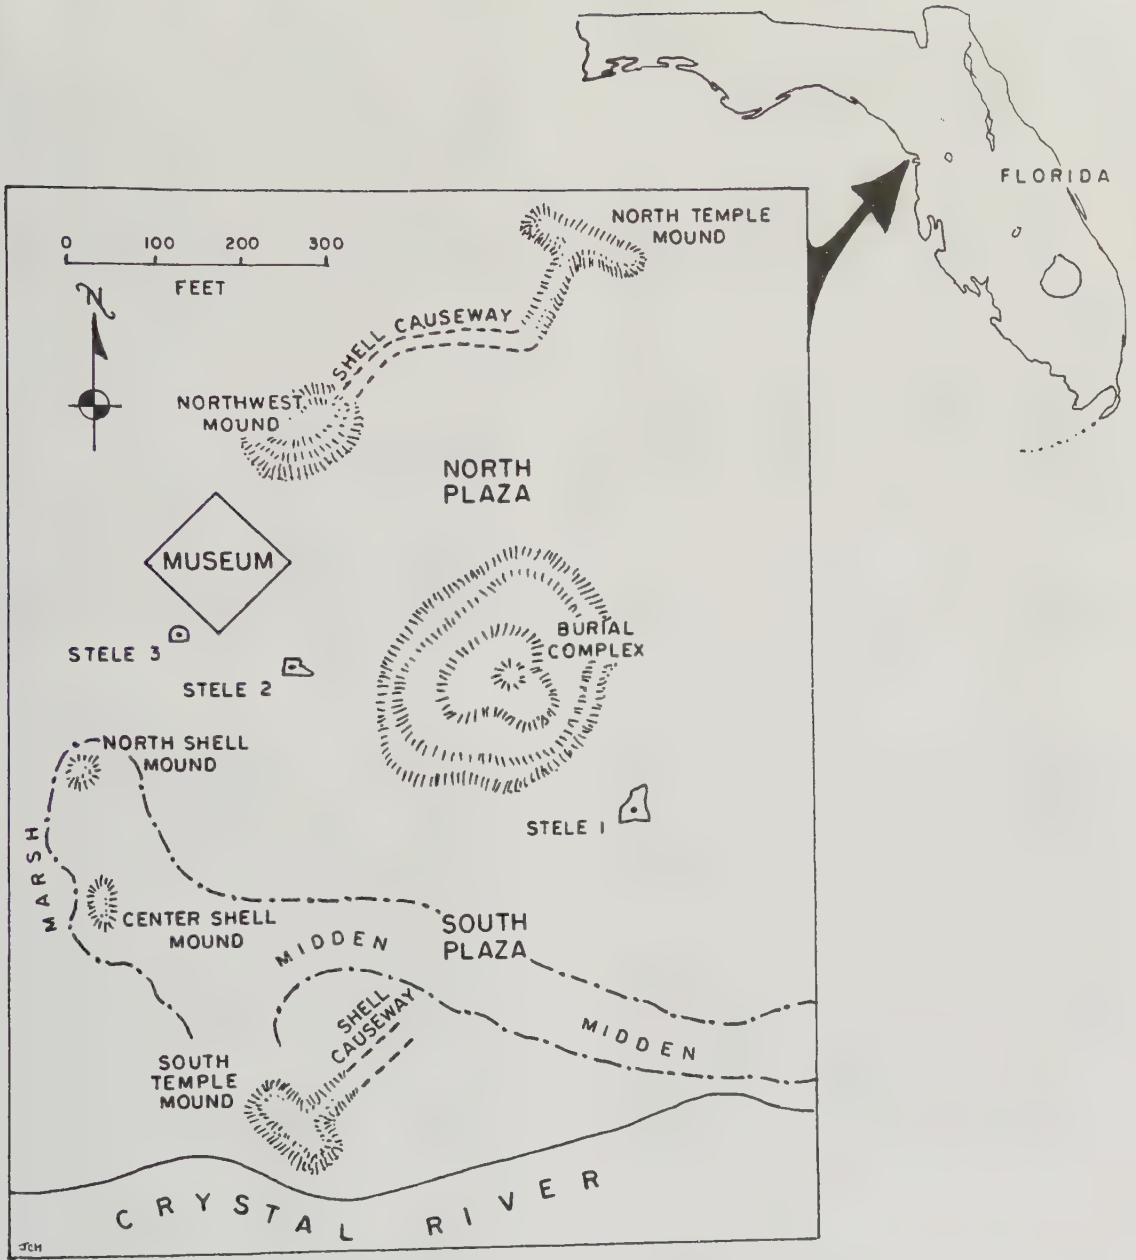 FLORIDA
NORTH TEMPLE
MOUND
0 100 200 300
FEET
N
SHELL CAUSEWAY
NORTHWEST
MOUND
NORTH
PLAZA
MUSEUM
BURIAL
COMPLEX
STELE 3
STELE 2
NORTH SHELL
MOUND
STELE 1
MARSH
CENTER SHELL
MOUND
SOUTH
PLAZA
MIDDEN
SHELL
CAUSEWAY
MIDDEN
SOUTH
TEMPLE
MOUND
CRYSTAL RIVER
JCH